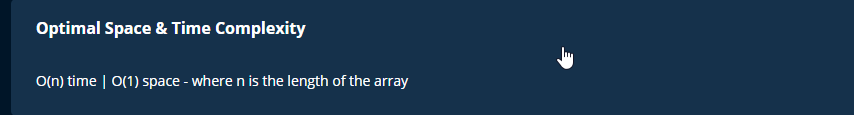 Optimal Space & Time Complexity
O(n) time | O(1) space - where n is the length of the array